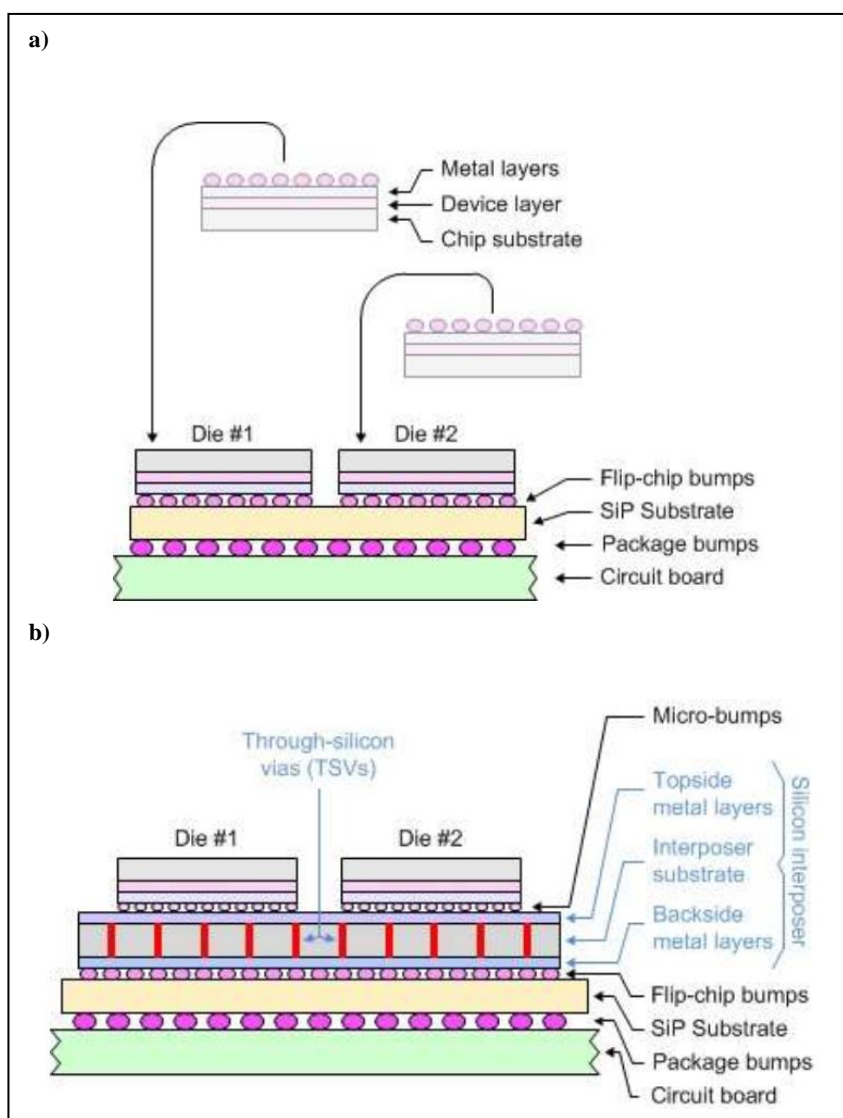 a)
Metal layers
Device layer
Chip substrate
Die #1
Die #2
Flip-chip bumps
SiP Substrate
Package bumps
Circuit board
b)
Micro-bumps
Through-silicon
vias (TSVs)
Topside
metal layers
Silicon interposer
Die #1
Die #2
Interposer
substrate
Backside
metal layers
Flip-chip bumps
SiP Substrate
Package bumps
Circuit board